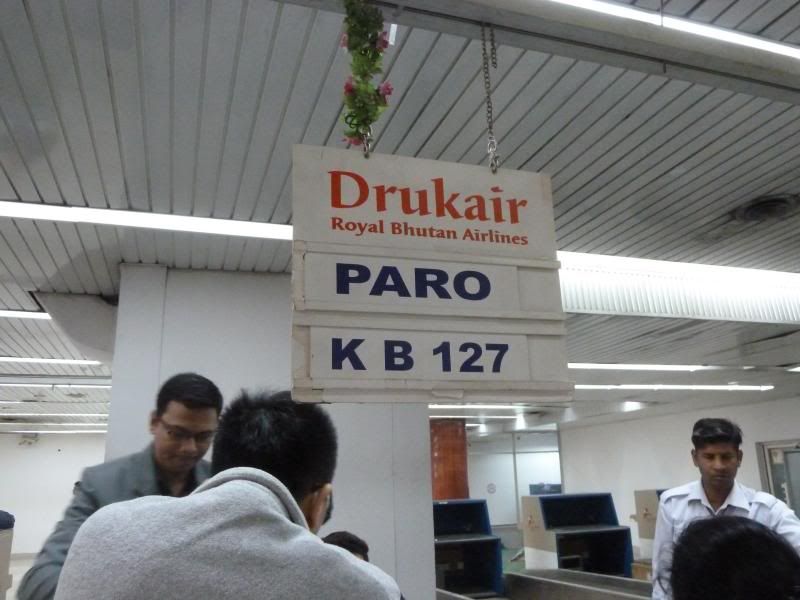 Drukair
Royal Bhutan Airlines
PARO
K B 127